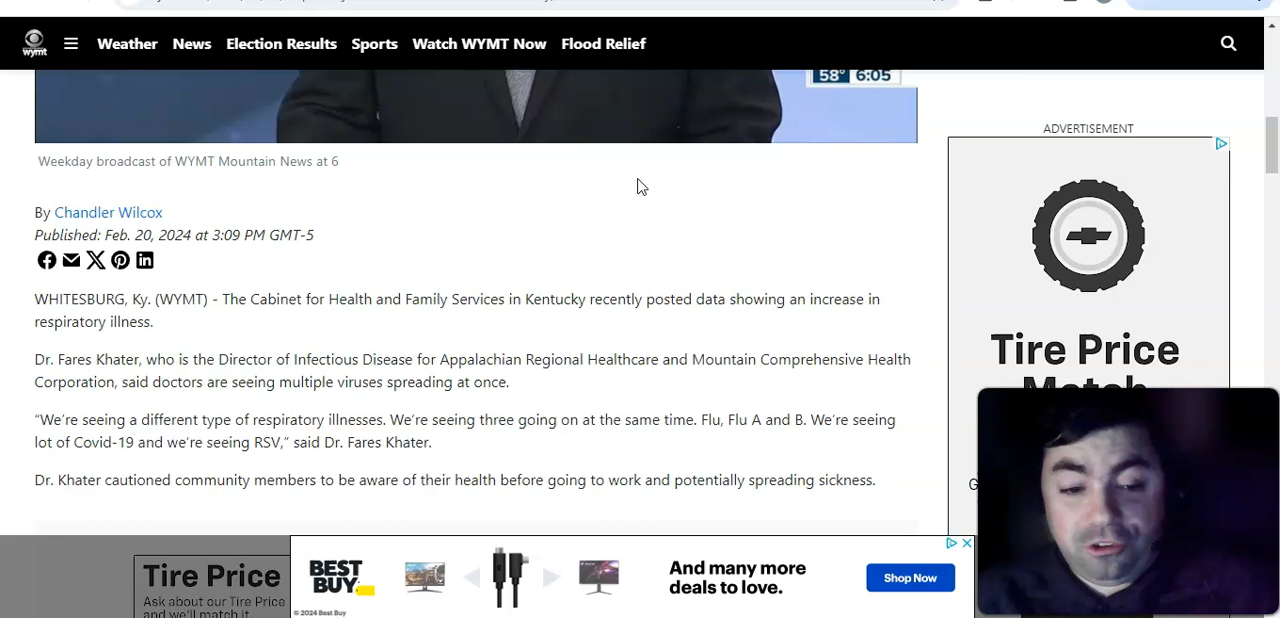 wymt
Weather News Election Results Sports Watch WYMT Now Flood Relief
58° 6:05
Weekday broadcast of WYMT Mountain News at 6
By Chandler Wilcox
Published: Feb. 20, 2024 at 3:09 PM GMT-5
WHITESBURG, Ky. (WYMT) - The Cabinet for Health and Family Services in Kentucky recently posted data showing an increase in
respiratory illness.
Dr. Fares Khater, who is the Director of Infectious Disease for Appalachian Regional Healthcare and Mountain Comprehensive Health
Corporation, said doctors are seeing multiple viruses spreading at once.
“We’re seeing a different type of respiratory illnesses. We’re seeing three going on at the same time. Flu, Flu A and B. We’re seeing
lot of Covid-19 and we’re seeing RSV,” said Dr. Fares Khater.
Dr. Khater cautioned community members to be aware of their health before going to work and potentially spreading sickness.
ADVERTISEMENT
Tire Price
Match
G
Tire Price
Ask about our Tire Price
and we'll match it
BEST
BUY
© 2024 Best Buy
And many more
deals to love.
Shop Now